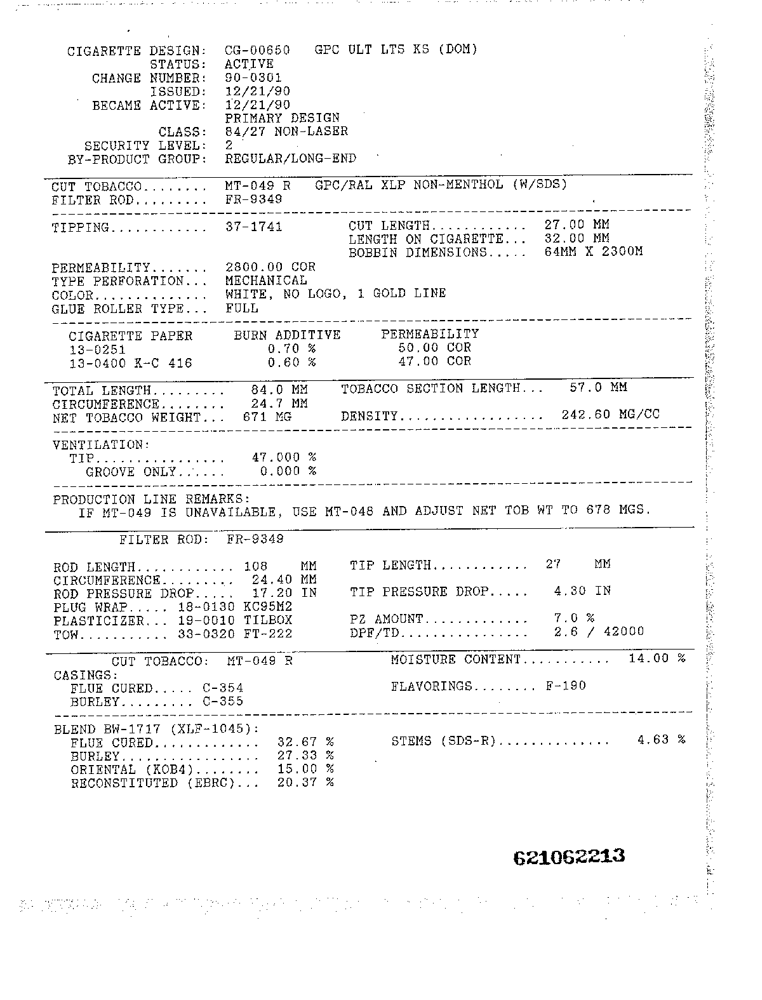 CIGARETTE DESIGN: CG-00650 GPC ULT LTS KS (DOM)
STATUS: ACTIVE
CHANGE NUMBER: 90-0301
ISSUED: 12/21/90
BECAME ACTIVE: 12/21/90
PRIMARY DESIGN
CLASS: 84/27 NON-LASER
SECURITY LEVEL: 2
BY-PRODUCT GROUP: REGULAR/LONG-END
CUT TOBACCO........ MT-049 R GPC/RAL XLP NON-MENTHOL (W/SDS)
FILTER ROD......... FR-9349
TIPPING............ 37-1741 CUT LENGTH............ 27.00 MM
LENGTH ON CIGARETTE... 32.00 MM
BOBBIN DIMENSIONS..... 64MM X 2300M
PERMEABILITY....... 2800.00 COR
TYPE PERFORATION... MECHANICAL
COLOR.............. WHITE, NO LOGO, 1 GOLD LINE
GLUE ROLLER TYPE... FULL
CIGARETTE PAPER BURN ADDITIVE PERMEABILITY
13-0251 0.70 % 50.00 COR
13-0400 K-C 416 0.60 % 47.00 COR
TOTAL LENGTH......... 84.0 MM TOBACCO SECTION LENGTH... 57.0 MM
CIRCUMFERENCE........ 24.7 MM
NET TOBACCO WEIGHT... 671 MG DENSITY.................. 242.60 MG/CC
VENTILATION:
TIP................ 47.000 %
GROOVE ONLY...... 0.000 %
PRODUCTION LINE REMARKS:
IF MT-049 IS UNAVAILABLE, USE MT-048 AND ADJUST NET TOB WT TO 678 MGS.
FILTER ROD: FR-9349
ROD LENGTH............ 108 MM TIP LENGTH............ 27 MM
CIRCUMFERENCE......... 24.40 MM
ROD PRESSURE DROP..... 17.20 IN TIP PRESSURE DROP..... 4.30 IN
PLUG WRAP..... 18-0130 KC95M2
PLASTICIZER... 19-0010 TILBOX PZ AMOUNT............. 7.0 %
TOW........... 33-0320 FT-222 DPF/TD................ 2.6 / 42000
CUT TOBACCO: MT-049 R MOISTURE CONTENT........... 14.00 %
CASINGS:
FLUE CURED..... C-354 FLAVORINGS........ F-190
BURLEY......... C-355
BLEND BW-1717 (XLF-1045):
FLUE CURED............. 32.67 % STEMS (SDS-R).............. 4.63 %
BURLEY................. 27.33 %
ORIENTAL (KOB4)........ 15.00 %
RECONSTITUTED (EBRC)... 20.37 %
621062213